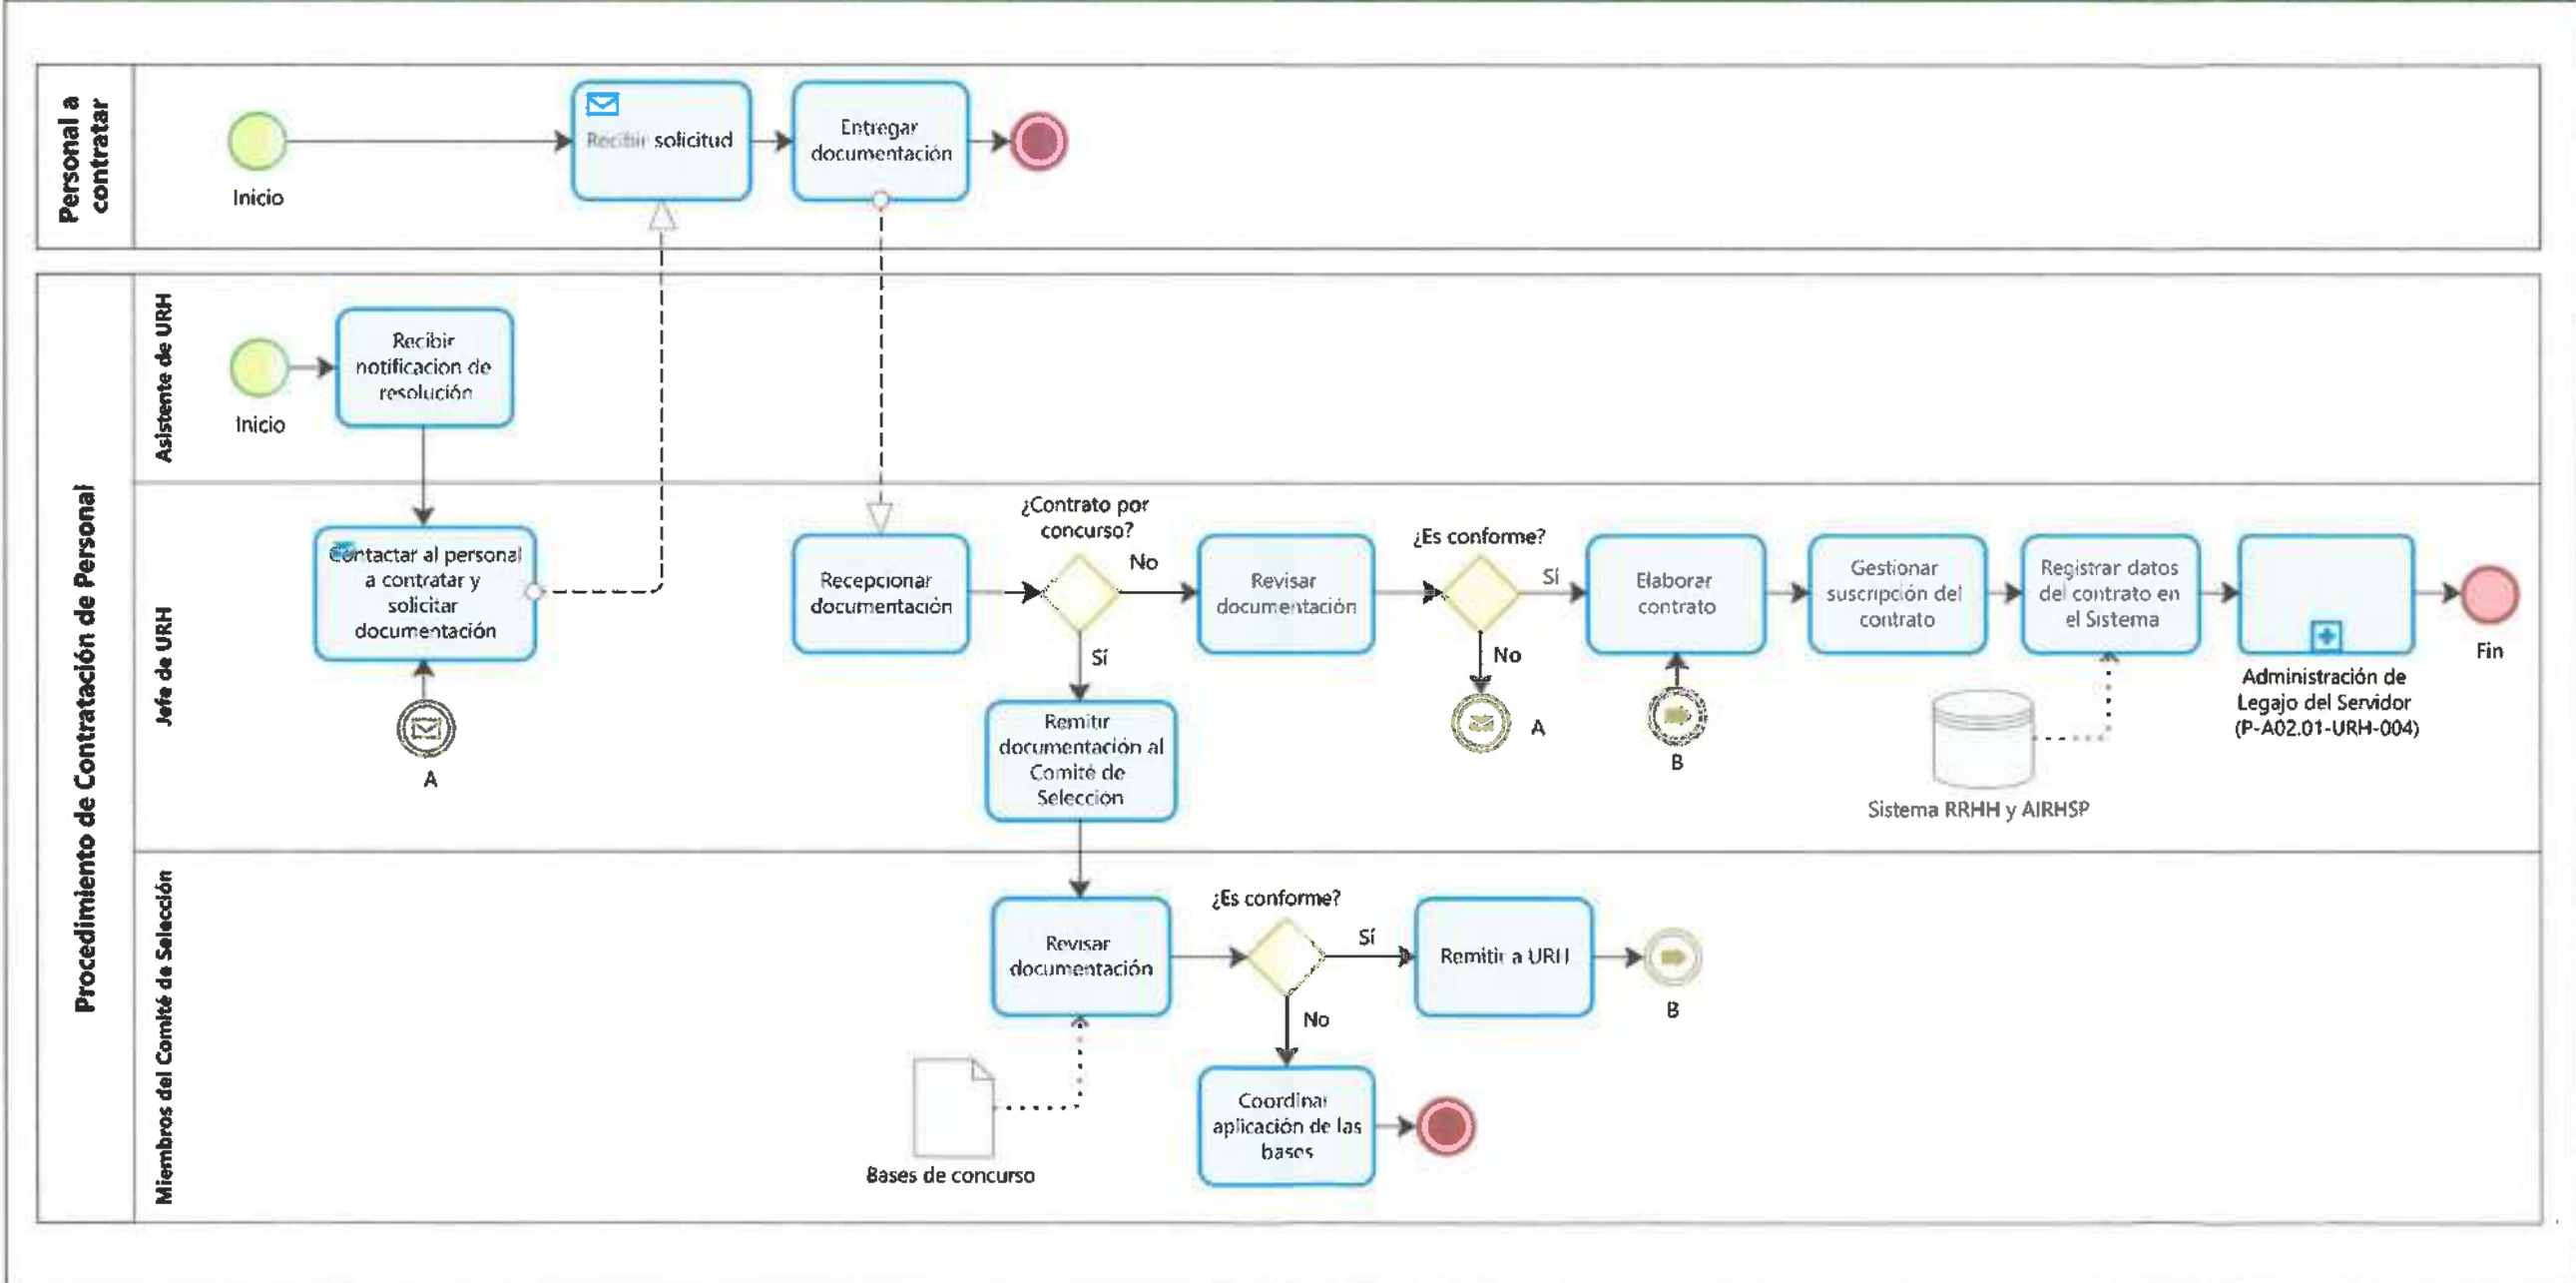 Personal a
contratar
Inicio
Recibir solicitud
Entregar
documentación
Procedimiento de Contratación de Personal
Asistente de URH
Inicio
Recibir
notificacion de
resolución
Jefe de URH
Contactar al personal
a contratar y
solicitar
documentación
A
Recepcionar
documentación
¿Contrato por
concurso?
No
Sí
Revisar
documentación
¿Es conforme?
Sí
No
A
Elaborar
contrato
B
Gestionar
suscripción del
contrato
Registrar datos
del contrato en
el Sistema
Sistema RRHH y AIRHSP
Administración de
Legajo del Servidor
(P-A02.01-URH-004)
Fin
Remitir
documentación al
Comité de
Selección
Miembros del Comité de Selección
Revisar
documentación
Bases de concurso
¿Es conforme?
Sí
No
Remitir a URH
B
Coordinar
aplicación de las
bases